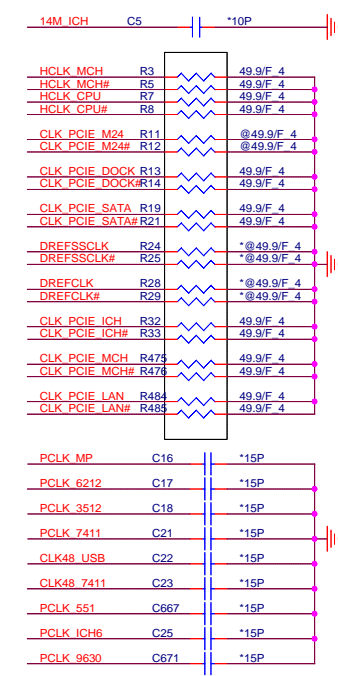 14M_ICH C5 *10P
HCLK_MCH R3 49.9/F_4
HCLK_MCH# R5 49.9/F_4
HCLK_CPU R7 49.9/F_4
HCLK_CPU# R8 49.9/F_4
CLK_PCIE_M24 R11 @49.9/F_4
CLK_PCIE_M24# R12 @49.9/F_4
CLK_PCIE_DOCK R13 49.9/F_4
CLK_PCIE_DOCK# R14 49.9/F_4
CLK_PCIE_SATA R19 49.9/F_4
CLK_PCIE_SATA# R21 49.9/F_4
DREFSSCLK R24 *@49.9/F_4
DREFSSCLK# R25 *@49.9/F_4
DREFCLK R28 *@49.9/F_4
DREFCLK# R29 *@49.9/F_4
CLK_PCIE_ICH R32 49.9/F_4
CLK_PCIE_ICH# R33 49.9/F_4
CLK_PCIE_MCH R475 49.9/F_4
CLK_PCIE_MCH# R476 49.9/F_4
CLK_PCIE_LAN R484 49.9/F_4
CLK_PCIE_LAN# R485 49.9/F_4
PCLK_MP C16 *15P
PCLK_6212 C17 *15P
PCLK_3512 C18 *15P
PCLK_7411 C21 *15P
CLK48_USB C22 *15P
CLK48_7411 C23 *15P
PCLK_551 C667 *15P
PCLK_ICH6 C25 *15P
PCLK_9630 C671 *15P